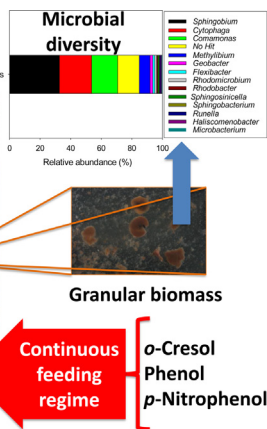 Microbial
diversity
Sphingobium
Cytophaga
Comamonas
No Hit
Methylibium
Geobacter
Flexibacter
Rhodomicrobium
Rhodobacter
Sphingosinicella
Sphingobacterium
Runella
Haliscomenobacter
Microbacterium
s
0 20 40 60 80 100
Relative abundance (%)
Granular biomass
Continuous
feeding
regime
o-Cresol
Phenol
p-Nitrophenol